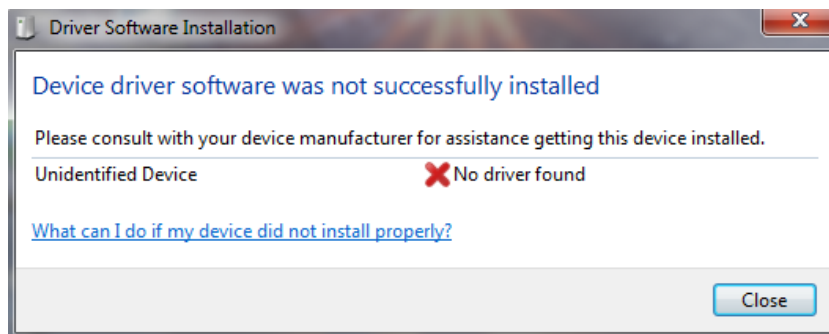 Driver Software Installation
Device driver software was not successfully installed
Please consult with your device manufacturer for assistance getting this device installed.
Unidentified Device No driver found
What can I do if my device did not install properly?
Close